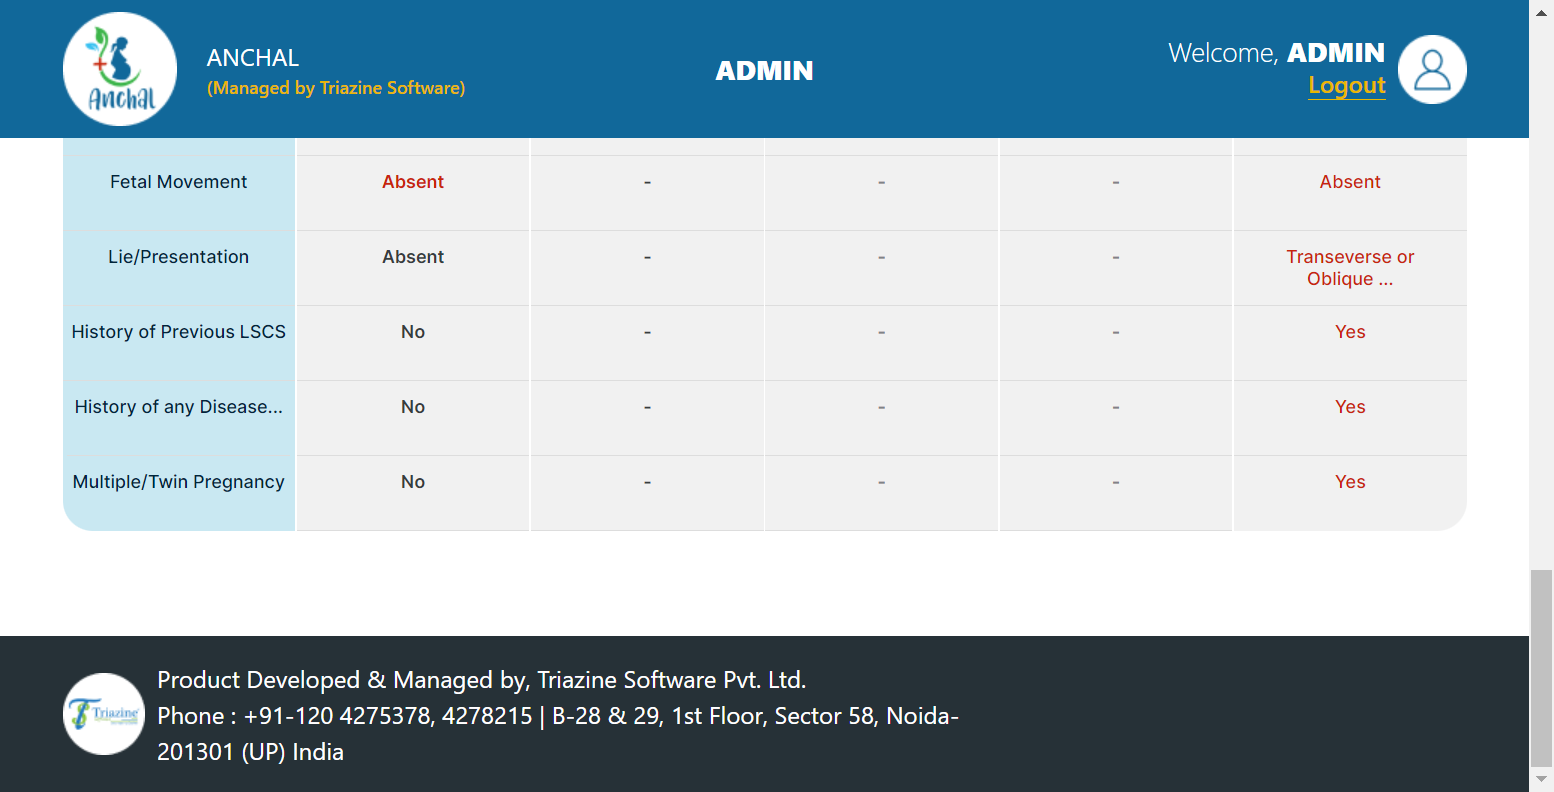 Anchal
ANCHAL
(Managed by Triazine Software)
ADMIN
Welcome, ADMIN
Logout
Fetal Movement Absent - - - Absent
Lie/Presentation Absent - - - Transeverse or
Oblique ...
History of Previous LSCS No - - - Yes
History of any Disease... No - - - Yes
Multiple/Twin Pregnancy No - - - Yes
Triazine
Product Developed & Managed by, Triazine Software Pvt. Ltd.
Phone : +91-120 4275378, 4278215 | B-28 & 29, 1st Floor, Sector 58, Noida-
201301 (UP) India